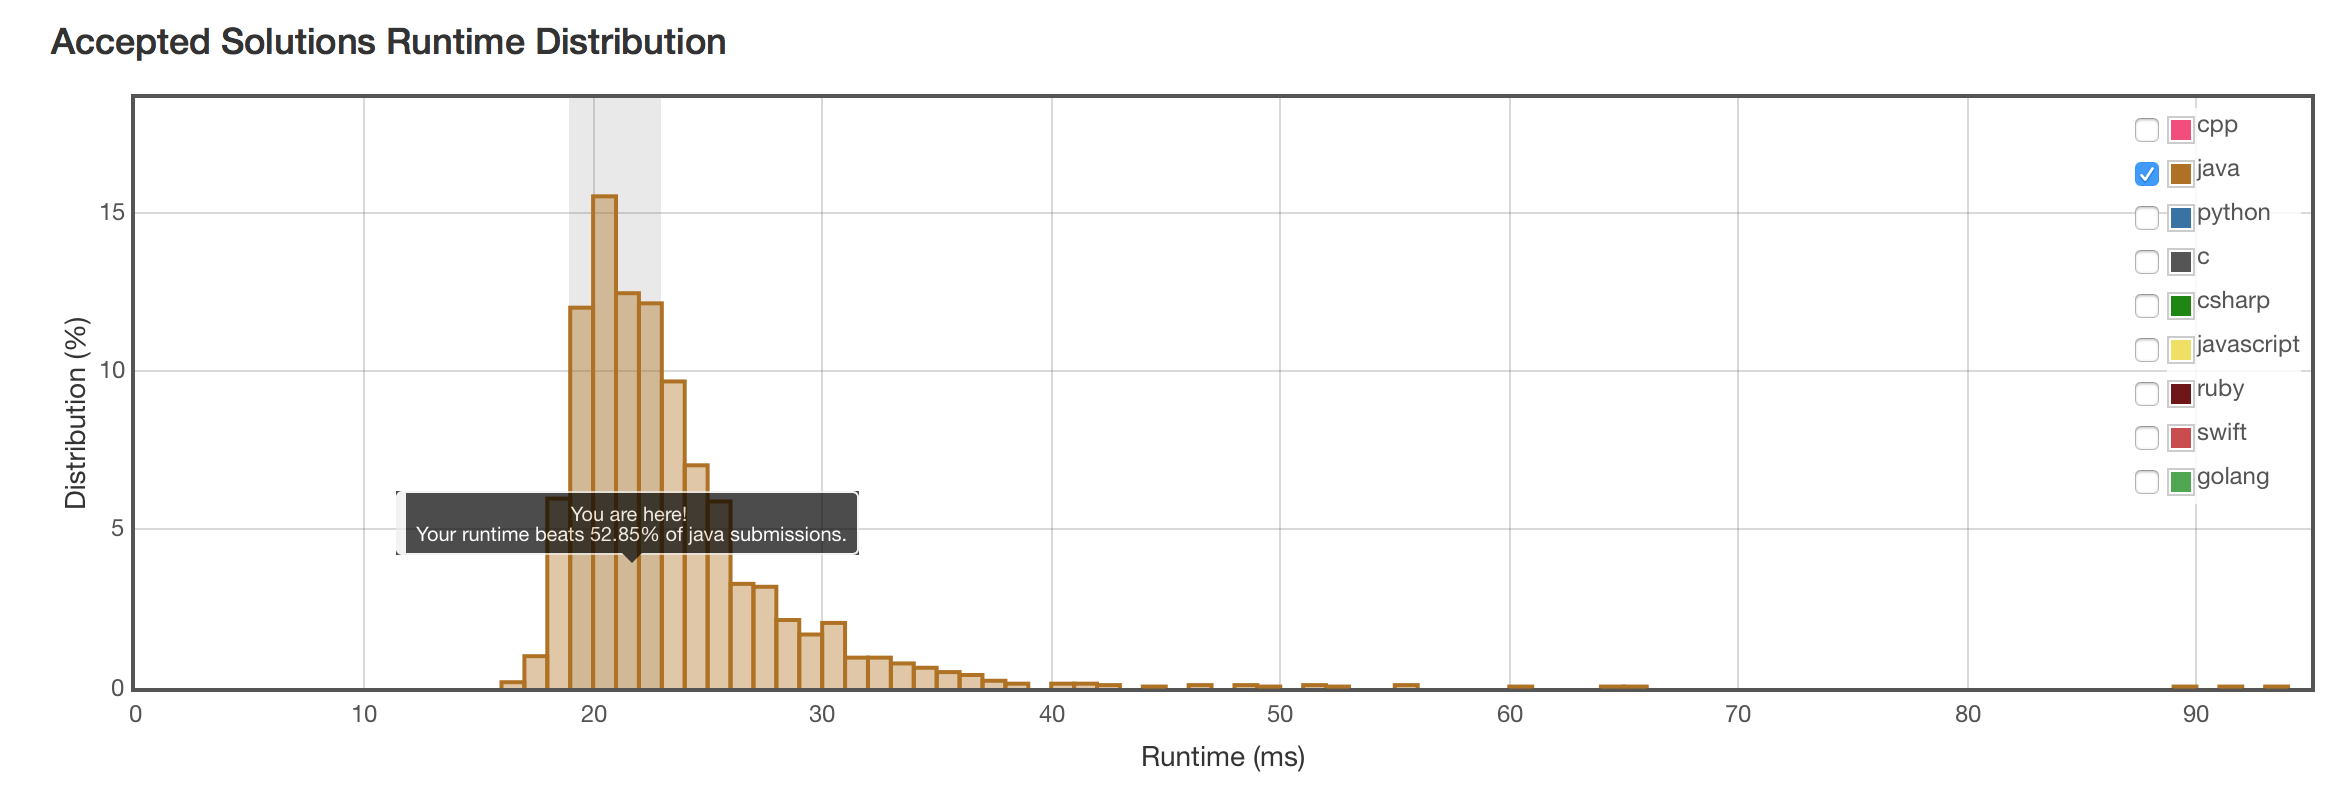 Accepted Solutions Runtime Distribution
cpp
java
python
c
csharp
javascript
ruby
swift
golang
15
10
5
0
Distribution (%)
You are here!
Your runtime beats 52.85% of java submissions.
0 10 20 30 40 50 60 70 80 90
Runtime (ms)